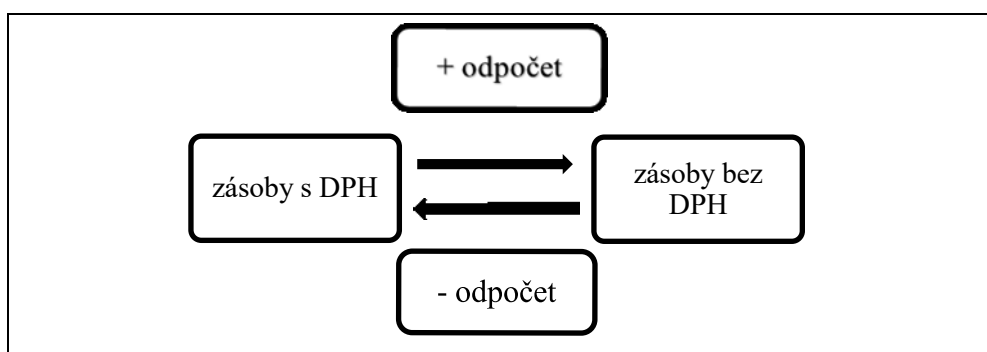 + odpočet
zásoby s DPH
zásoby bez
DPH
- odpočet